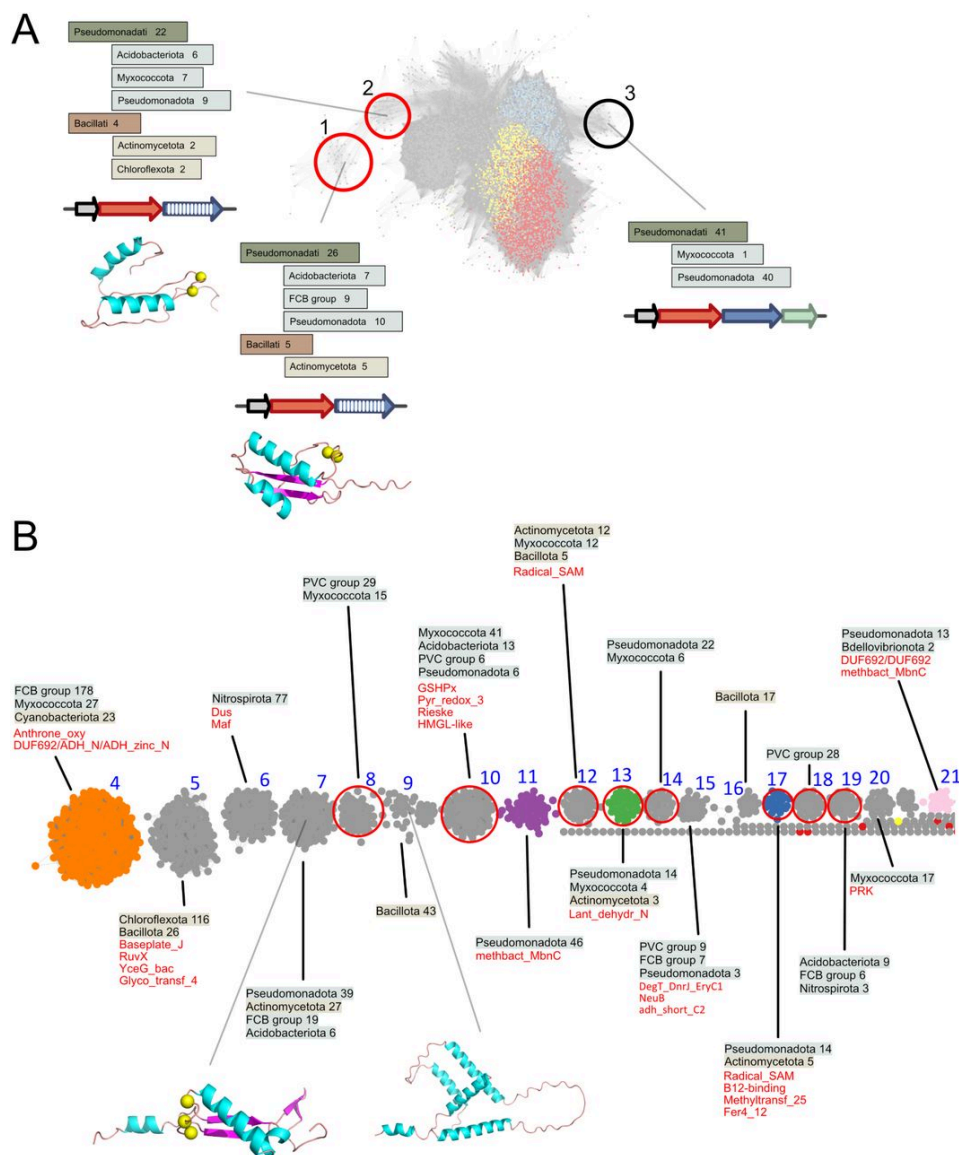 A
Pseudomonadati 22
Acidobacteriota 6
Myxococcota 7
Pseudomonadota 9
Bacillati 4
Actinomycetota 2
Chloroflexota 2
2
1
3
Pseudomonadati 26
Acidobacteriota 7
FCB group 9
Pseudomonadota 10
Bacillati 5
Actinomycetota 5
Pseudomonadati 41
Myxococcota 1
Pseudomonadota 40
B
FCB group 178
Myxococcota 27
Cyanobacteriota 23
Anthrone_oxy
DUF692/ADH_N/ADH_zinc_N
Nitrospirota 77
Dus
Maf
PVC group 29
Myxococcota 15
Myxococcota 41
Acidobacteriota 13
PVC group 6
Pseudomonadota 6
GSHPx
Pyr_redox_3
Rieske
HMGL-like
Actinomycetota 12
Myxococcota 12
Bacillota 5
Radical_SAM
Pseudomonadota 22
Myxococcota 6
Bacillota 17
PVC group 28
Pseudomonadota 13
Bdellovibrionota 2
DUF692/DUF692
methbact_MbnC
4
5
6
7
8
9
10
11
12
13
14
15
16
17
18
19
20
21
Chloroflexota 116
Bacillota 26
Baseplate_J
RuvX
YceG_bac
Glyco_transf_4
Pseudomonadota 39
Actinomycetota 27
FCB group 19
Acidobacteriota 6
Bacillota 43
Pseudomonadota 46
methbact_MbnC
Pseudomonadota 14
Myxococcota 4
Actinomycetota 3
Lant_dehydr_N
PVC group 9
FCB group 7
Pseudomonadota 3
DegT_DnrJ_EryC1
NeuB
adh_short_C2
Pseudomonadota 14
Actinomycetota 5
Radical_SAM
B12-binding
Methyltransf_25
Fer4_12
Acidobacteriota 9
FCB group 6
Nitrospirota 3
Myxococcota 17
PRK